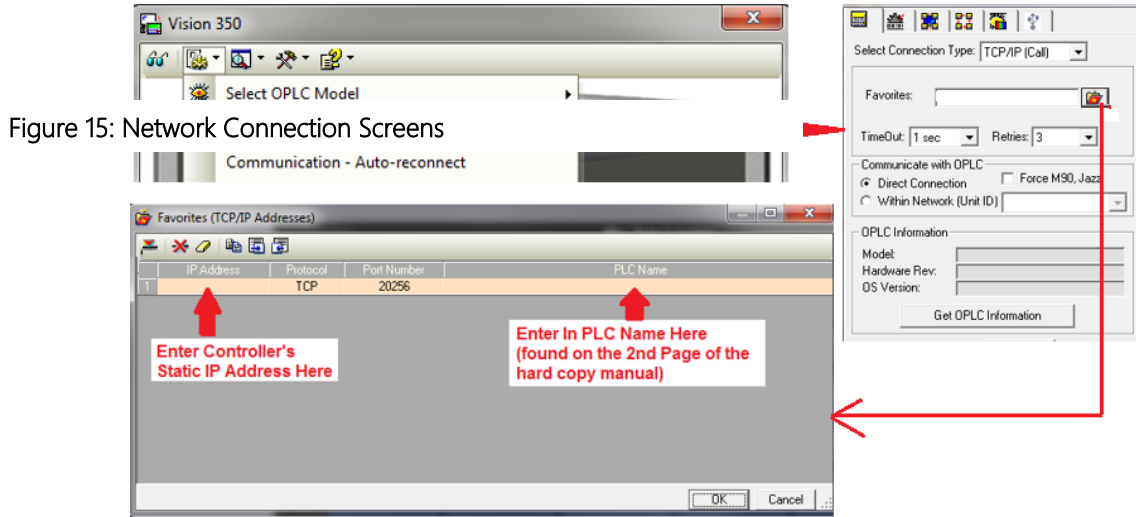 Vision 350
Select OPLC Model
Figure 15: Network Connection Screens
Communication - Auto-reconnect
Favorites (TCP/IP Addresses)
IP Address Protocol Port Number PLC Name
1 TCP 20256
Enter Controller's
Static IP Address Here
Enter In PLC Name Here
(found on the 2nd Page of the
hard copy manual)
OK Cancel
Select Connection Type: TCP/IP (Call)
Favorites:
TimeOut: 1 sec Retries: 3
Communicate with OPLC
Direct Connection Force M90, Jazz
Within Network (Unit ID)
OPLC Information
Model:
Hardware Rev:
OS Version:
Get OPLC Information